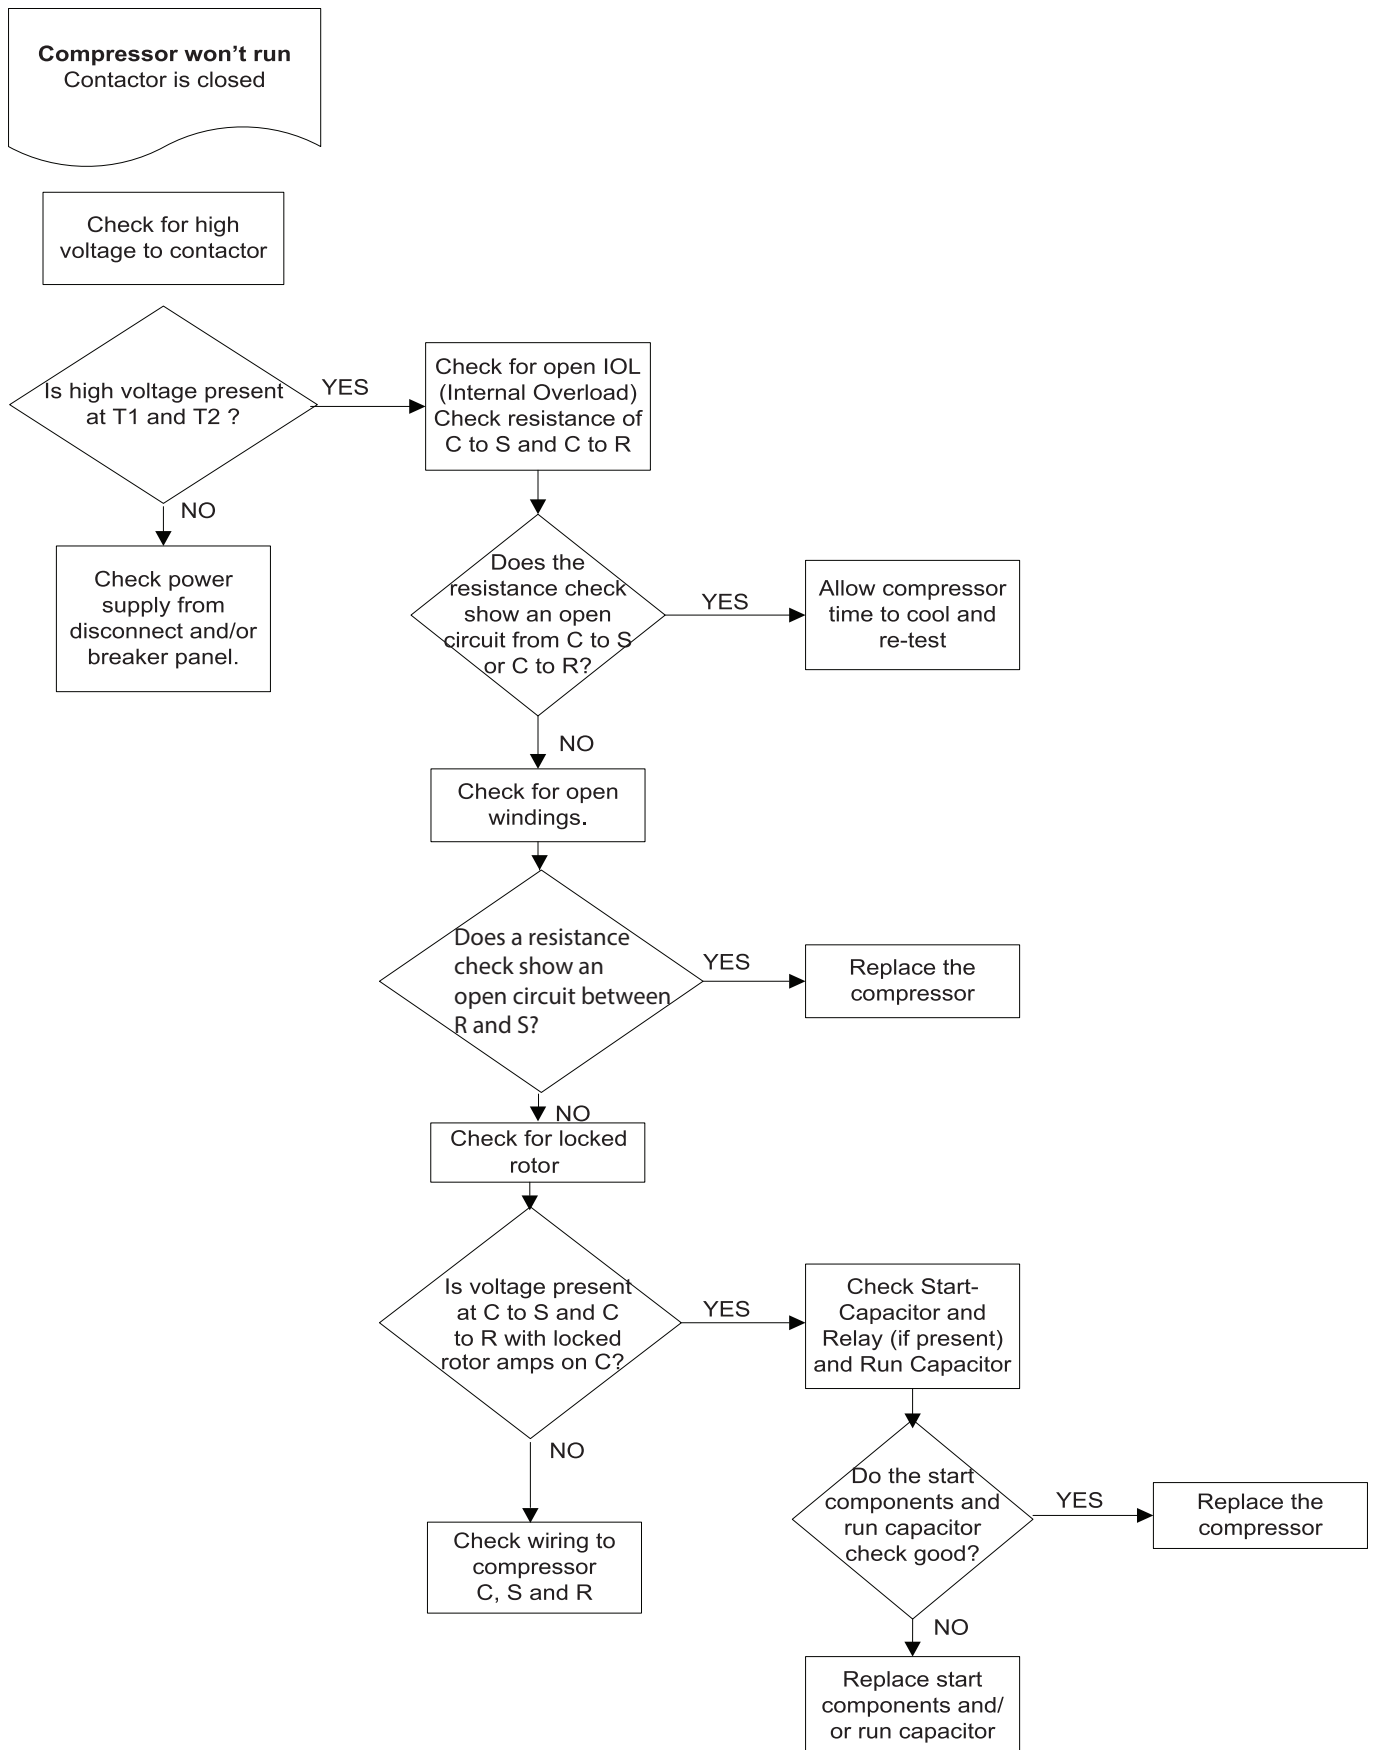 Compressor won't run
Contactor is closed
Check for high
voltage to contactor
Is high voltage present
at T1 and T2 ?
YES
NO
Check power
supply from
disconnect and/or
breaker panel.
Check for open IOL
(Internal Overload)
Check resistance of
C to S and C to R
Does the
resistance check
show an open
circuit from C to S
or C to R?
YES
Allow compressor
time to cool and
re-test
NO
Check for open
windings.
Does a resistance
check show an
open circuit between
R and S?
YES
Replace the
compressor
NO
Check for locked
rotor
Is voltage present
at C to S and C
to R with locked
rotor amps on C?
YES
NO
Check wiring to
compressor
C, S and R
Check Start-
Capacitor and
Relay (if present)
and Run Capacitor
Do the start
components and
run capacitor
check good?
YES
Replace the
compressor
NO
Replace start
components and/
or run capacitor